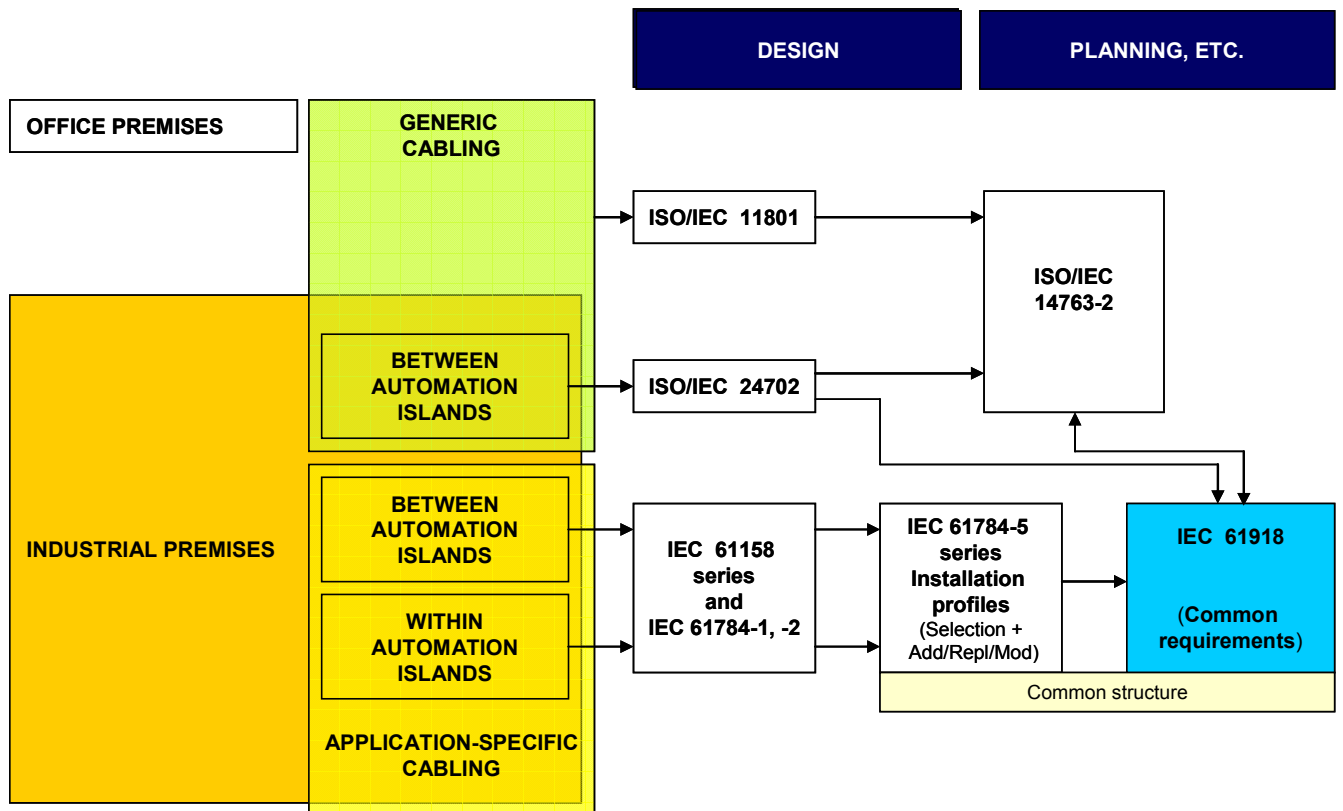 DESIGN
PLANNING, ETC.
OFFICE PREMISES
GENERIC
CABLING
ISO/IEC 11801
ISO/IEC
14763-2
BETWEEN
AUTOMATION
ISLANDS
ISO/IEC 24702
INDUSTRIAL PREMISES
BETWEEN
AUTOMATION
ISLANDS
WITHIN
AUTOMATION
ISLANDS
APPLICATION-SPECIFIC
CABLING
IEC 61158
series
and
IEC 61784-1, -2
IEC 61784-5
series
Installation
profiles
(Selection +
Add/Repl/Mod)
IEC 61918
(Common
requirements)
Common structure